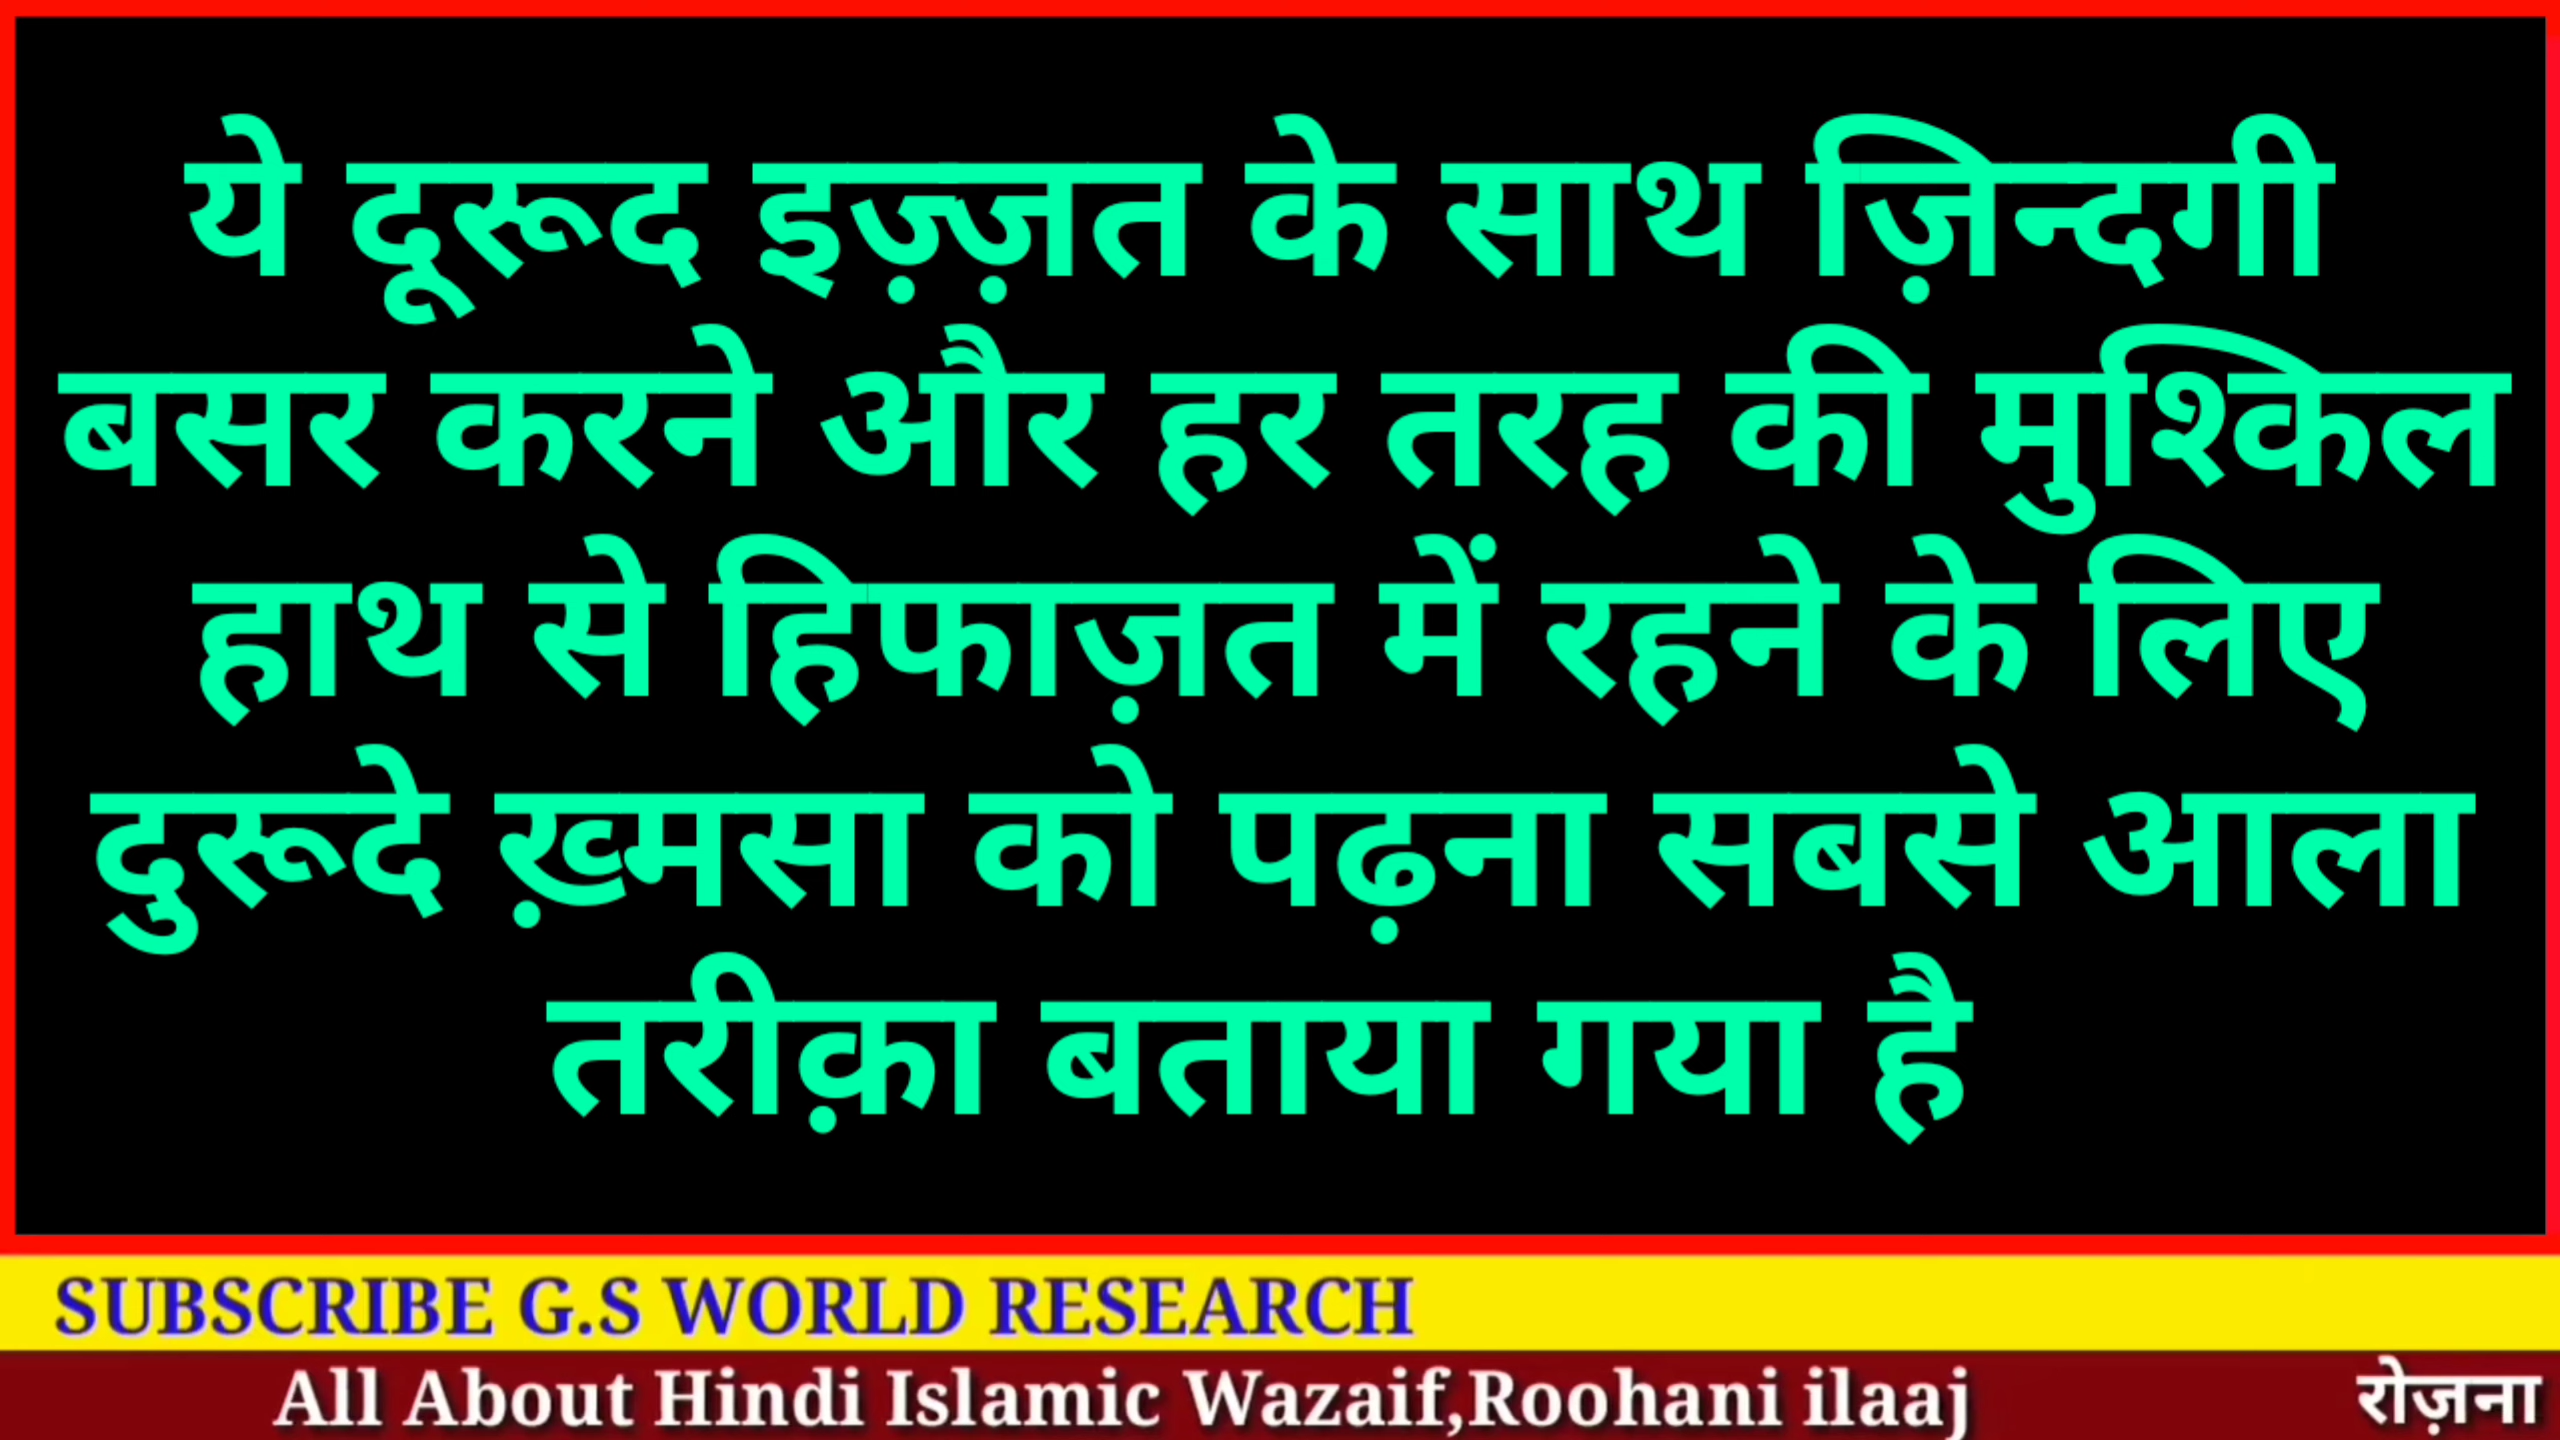 ये दूरूद इज़्ज़त के साथ ज़िन्दगी
बसर करने और हर तरह की मुश्किल
हाथ से हिफाज़त में रहने के लिए
दुरूदे ख़्मसा को पढ़ना सबसे आला
तरीक़ा बताया गया है
SUBSCRIBE G.S WORLD RESEARCH
All About Hindi Islamic Wazaif,Roohani ilaaj रोज़ना